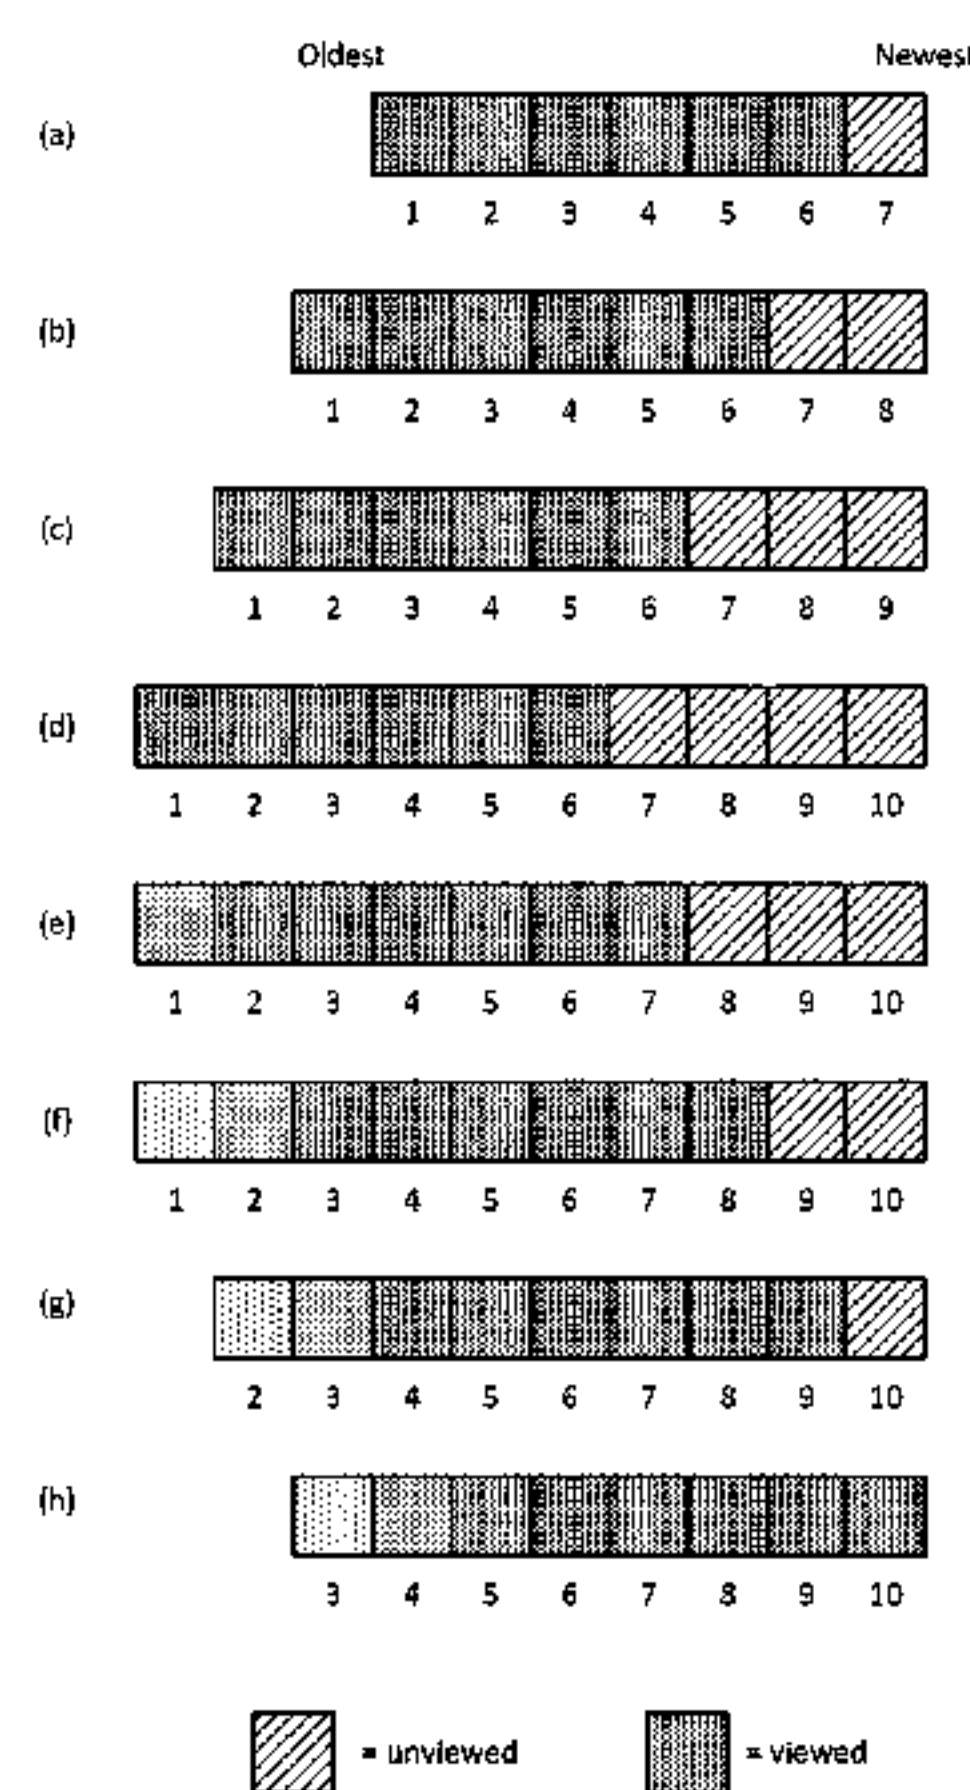 Oldest Newest
(a)
1 2 3 4 5 6 7
(b)
1 2 3 4 5 6 7 8
(c)
1 2 3 4 5 6 7 8 9
(d)
1 2 3 4 5 6 7 8 9 10
(e)
1 2 3 4 5 6 7 8 9 10
(f)
1 2 3 4 5 6 7 8 9 10
(g)
2 3 4 5 6 7 8 9 10
(h)
3 4 5 6 7 8 9 10
= unviewed = viewed